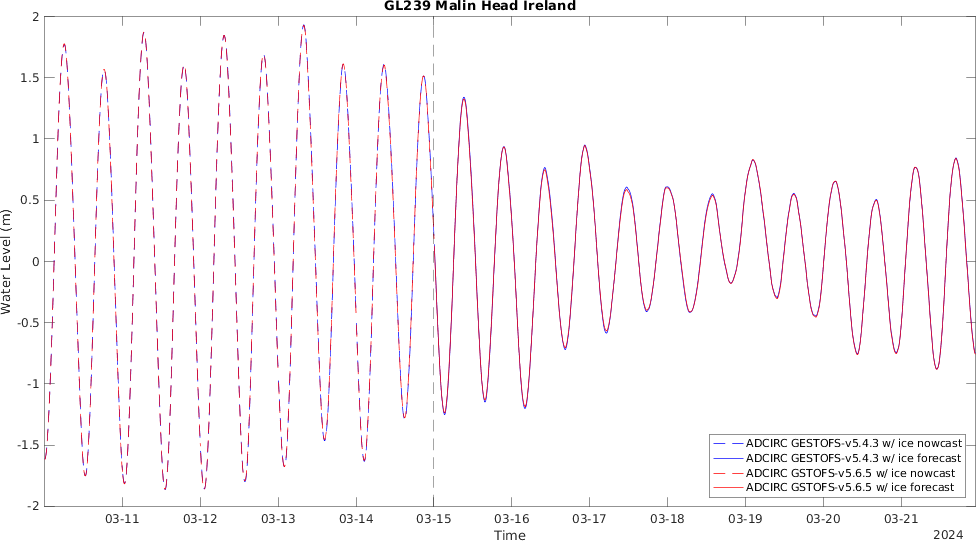 GL239 Malin Head Ireland
2
1.5
1
0.5
0
-0.5
-1
-1.5
-2
Water Level (m)
ADCIRC GESTOFS-v5.4.3 w/ ice nowcast
ADCIRC GESTOFS-v5.4.3 w/ ice forecast
ADCIRC GSTOFS-v5.6.5 w/ ice nowcast
ADCIRC GSTOFS-v5.6.5 w/ ice forecast
03-11 03-12 03-13 03-14 03-15 03-16 03-17 03-18 03-19 03-20 03-21
Time
2024